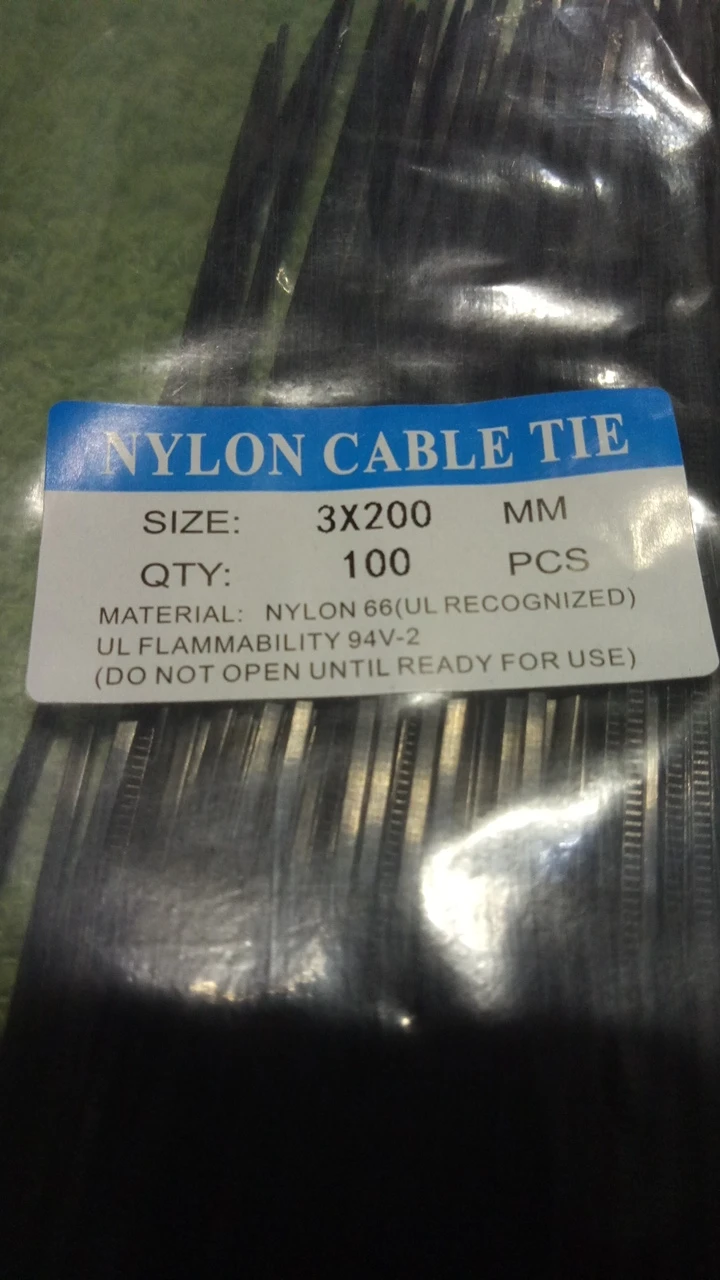 NYLON CABLE TIE
SIZE: 3X200 MM
QTY: 100 PCS
MATERIAL: NYLON 66(UL RECOGNIZED)
UL FLAMMABILITY 94V-2
(DO NOT OPEN UNTIL READY FOR USE)